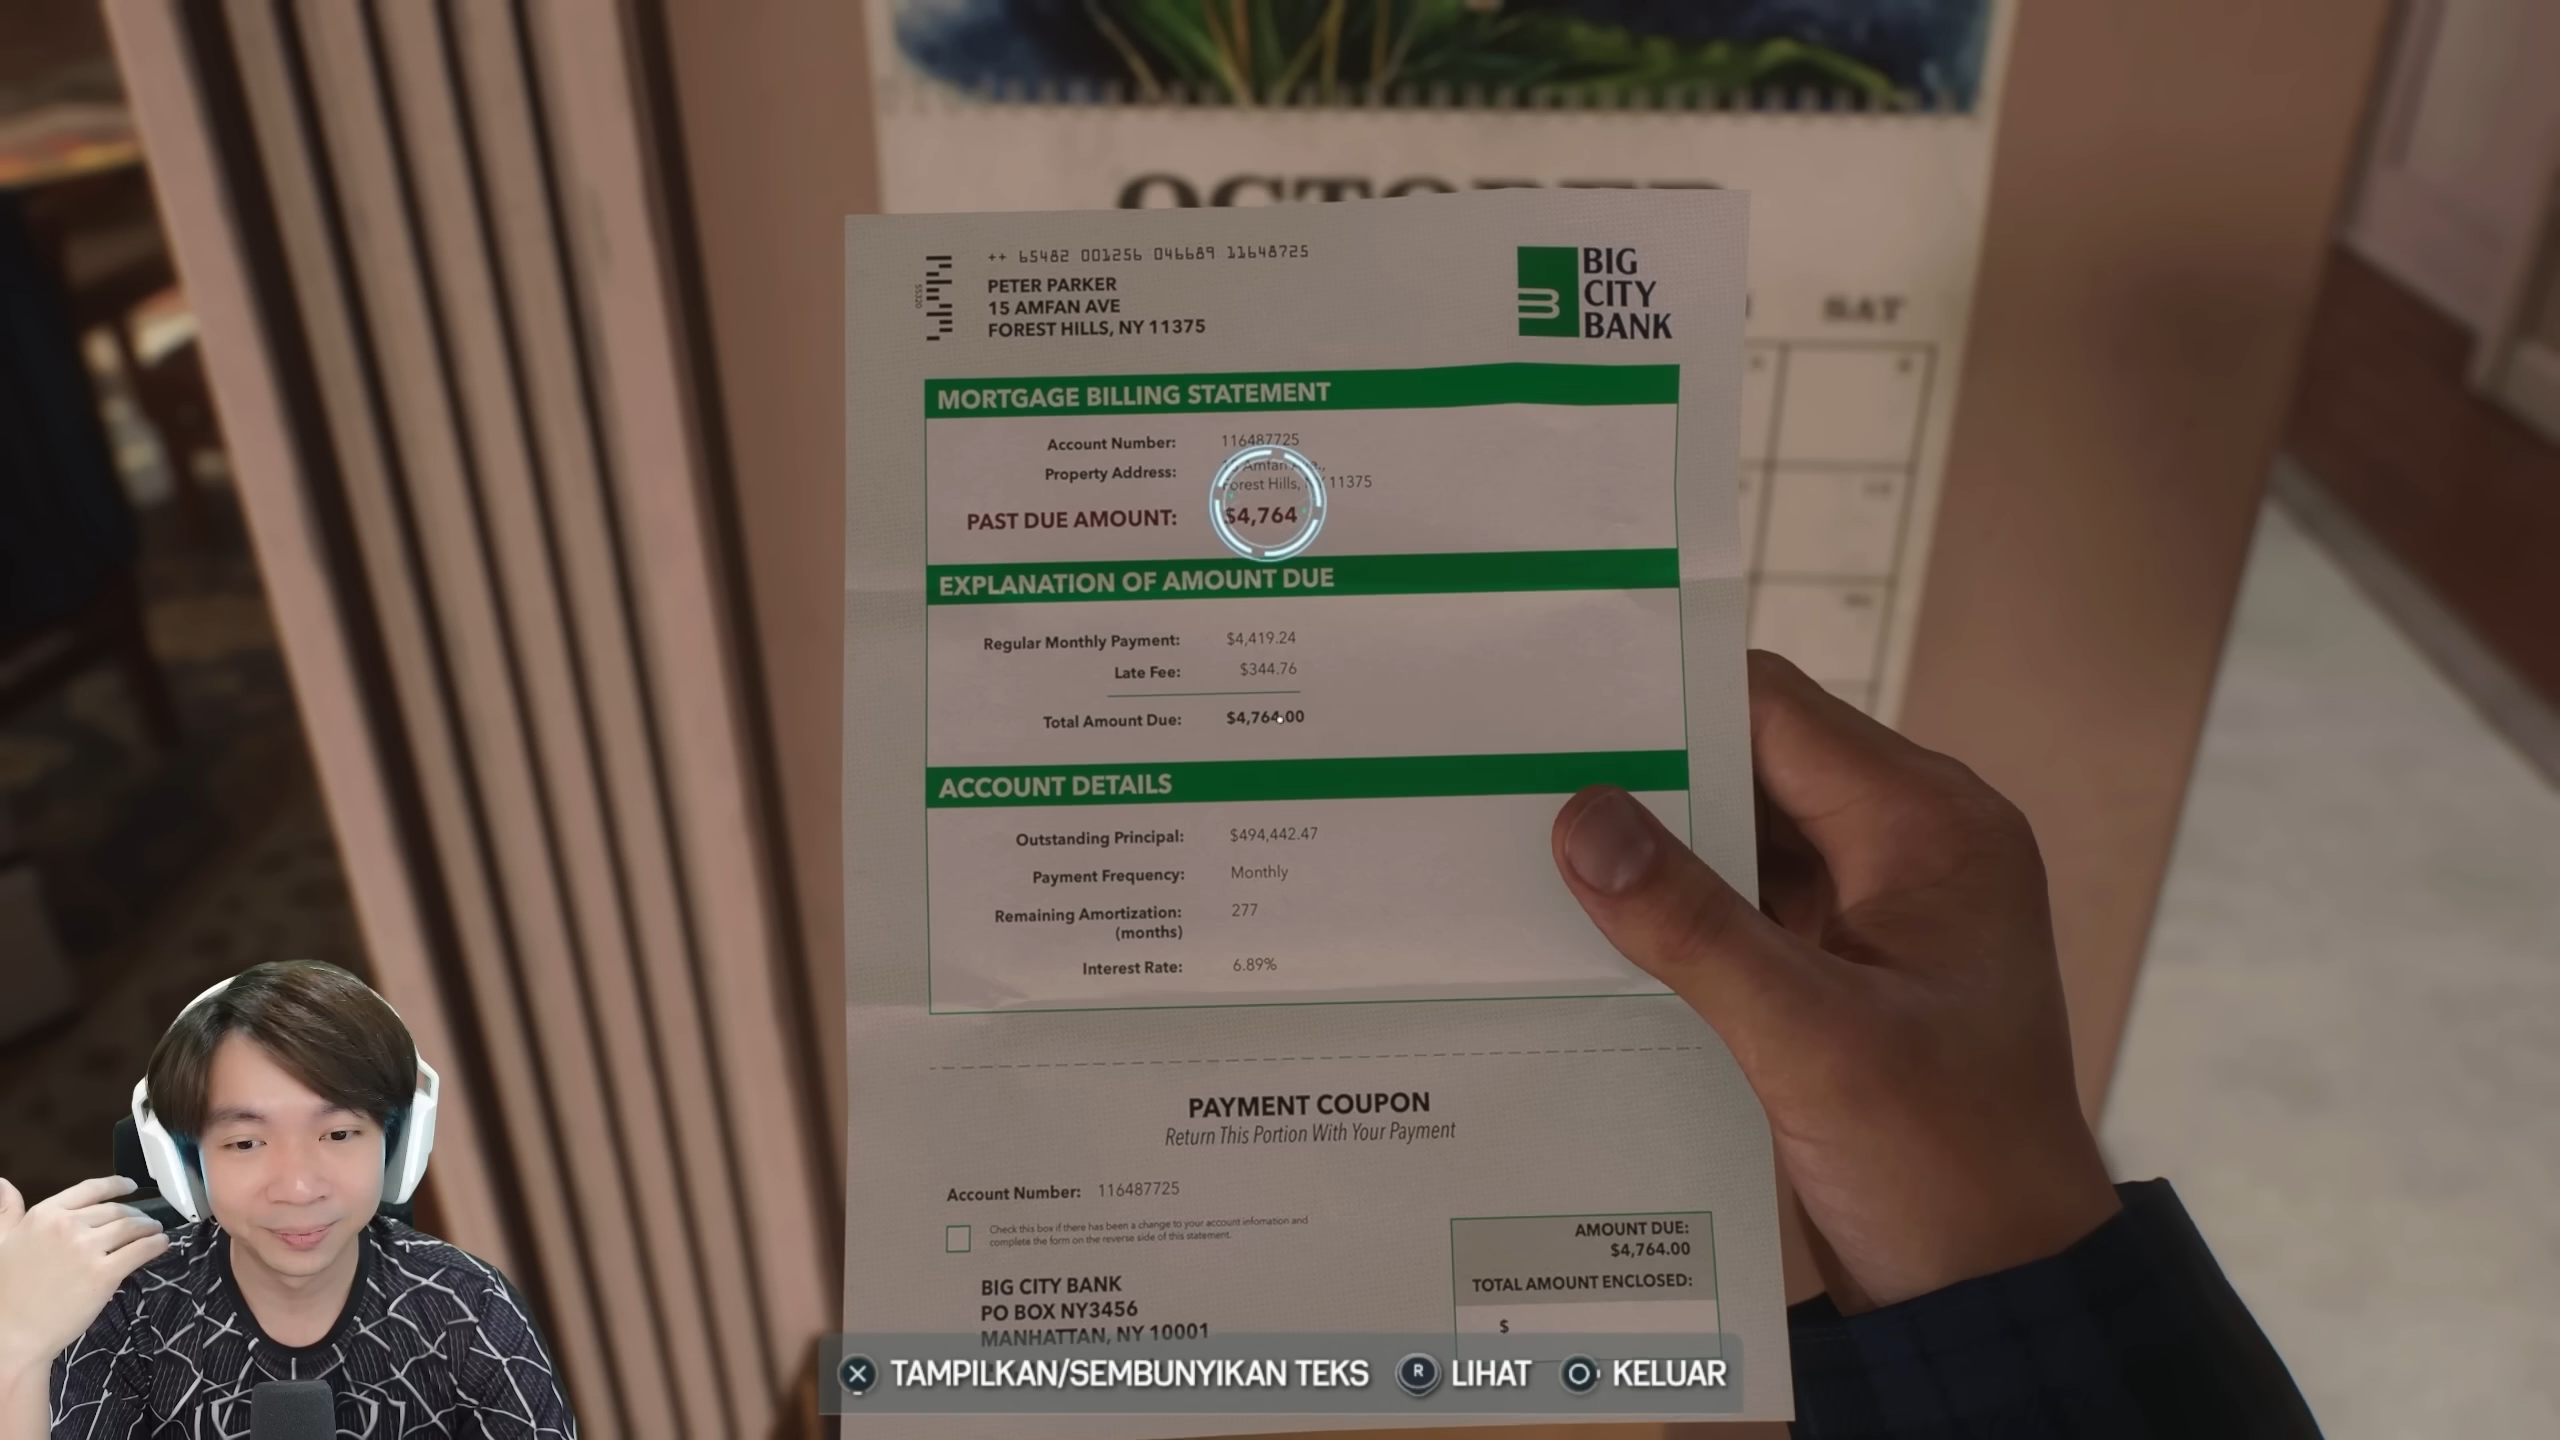 OCTOBER
SAT
55320
++ 65482 001256 046689 11648725
PETER PARKER
15 AMFAN AVE
FOREST HILLS, NY 11375
BIG
CITY
BANK
MORTGAGE BILLING STATEMENT
Account Number: 116487725
Property Address: Amfan
Forest Hills, NY 11375
PAST DUE AMOUNT: $4,764
EXPLANATION OF AMOUNT DUE
Regular Monthly Payment: $4,419.24
Late Fee: $344.76
Total Amount Due: $4,764.00
ACCOUNT DETAILS
Outstanding Principal: $494,442.47
Payment Frequency: Monthly
Remaining Amortization: 277
(months)
Interest Rate: 6.89%
PAYMENT COUPON
Return This Portion With Your Payment
Account Number: 116487725
Check this box if there has been a change to your account infomation and
complete the form on the reverse side of this statement.
AMOUNT DUE:
$4,764.00
TOTAL AMOUNT ENCLOSED:
$
BIG CITY BANK
PO BOX NY3456
MANHATTAN, NY 10001
TAMPILKAN/SEMBUNYIKAN TEKS R LIHAT KELUAR